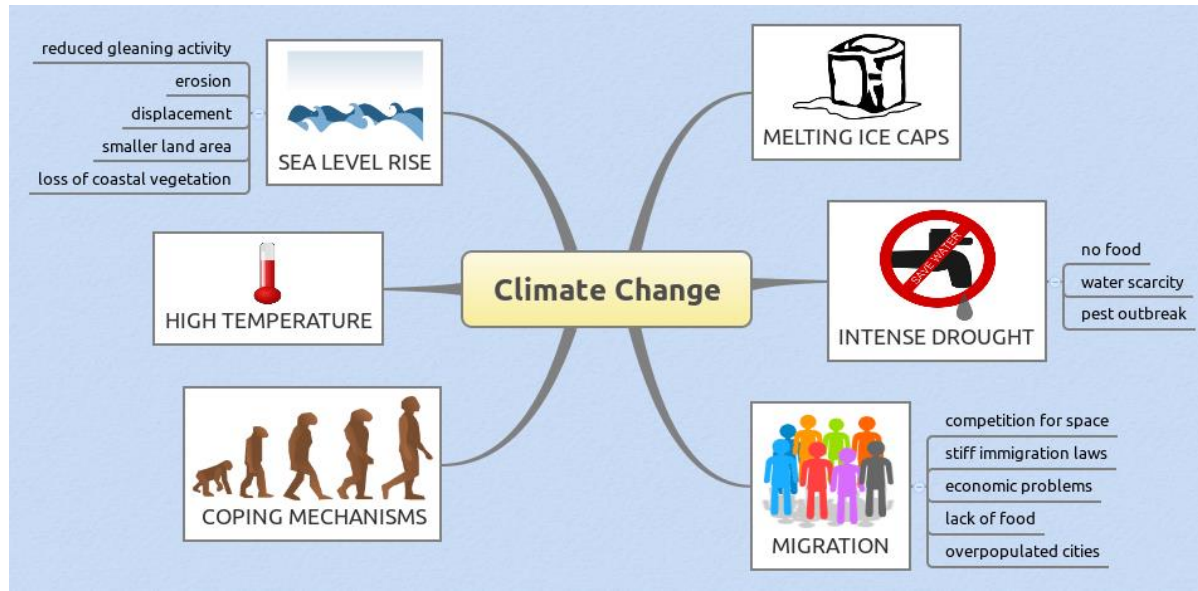 Climate Change
SEA LEVEL RISE
reduced gleaning activity
erosion
displacement
smaller land area
loss of coastal vegetation
HIGH TEMPERATURE
COPING MECHANISMS
MELTING ICE CAPS
SAVE WATER
INTENSE DROUGHT
no food
water scarcity
pest outbreak
MIGRATION
competition for space
stiff immigration laws
economic problems
lack of food
overpopulated cities